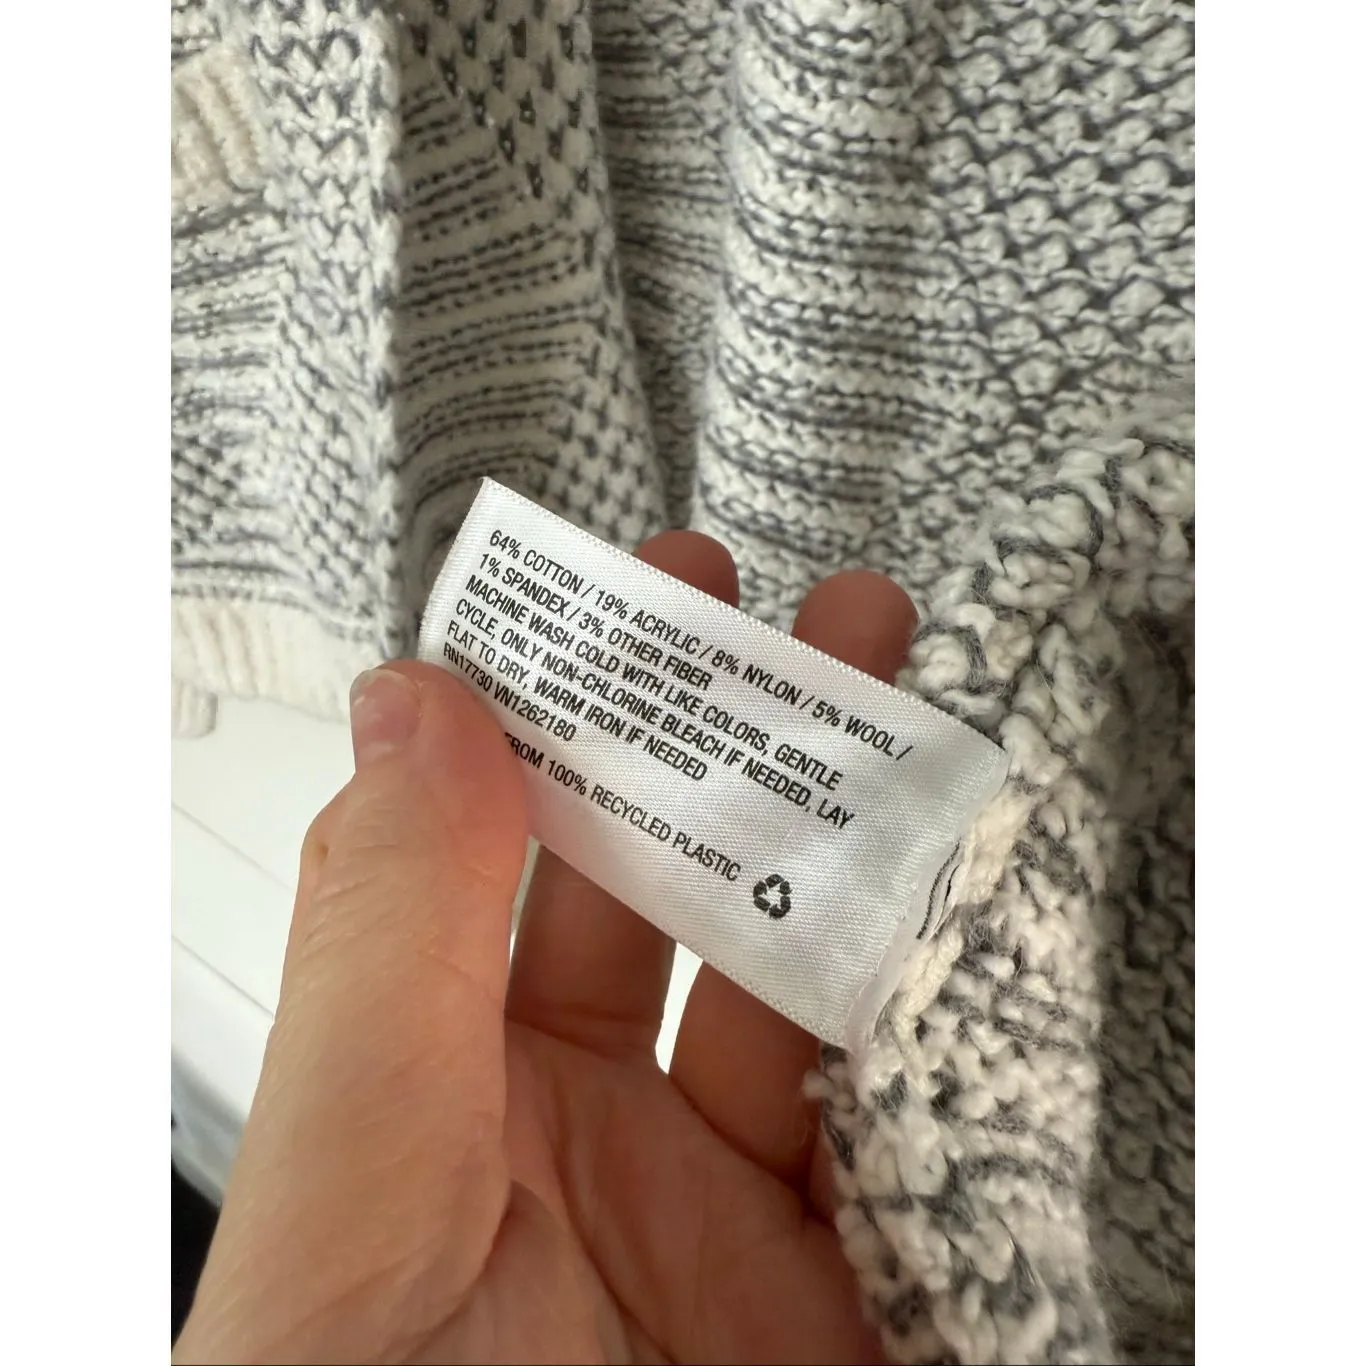 64% COTTON / 19% ACRYLIC / 8% NYLON / 5% WOOL /
1% SPANDEX / 3% OTHER FIBER
MACHINE WASH COLD WITH LIKE COLORS, GENTLE
CYCLE, ONLY NON-CHLORINE BLEACH IF NEEDED, LAY
FLAT TO DRY, WARM IRON IF NEEDED
RN17730 VN1262180
FROM 100% RECYCLED PLASTIC